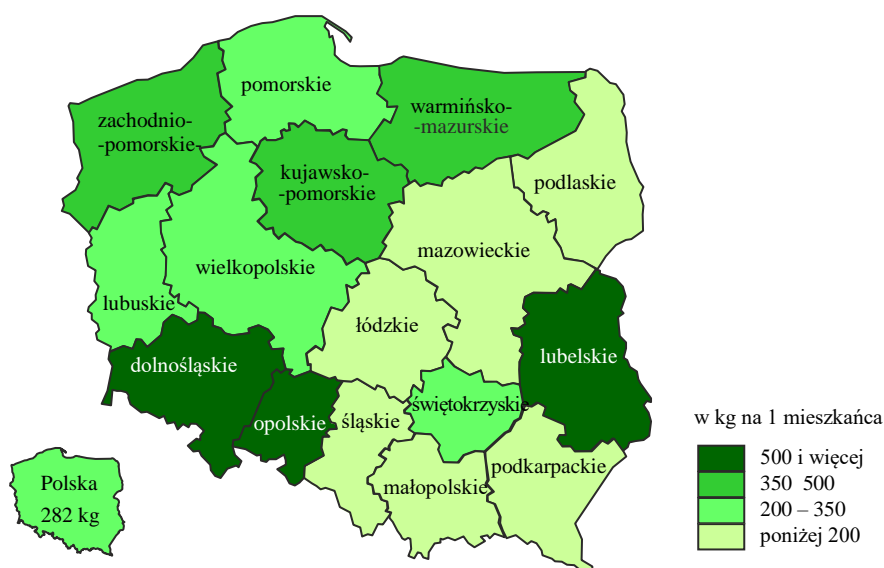 pomorskie
warmińsko-
-mazurskie
zachodnio-
-pomorskie
kujawsko-
-pomorskie
podlaskie
mazowieckie
wielkopolskie
lubuskie
łódzkie
dolnośląskie
lubelskie
świętokrzyskie
opolskie
śląskie
podkarpackie
małopolskie
Polska
282 kg
w kg na 1 mieszkańca
500 i więcej
350 500
200 – 350
poniżej 200